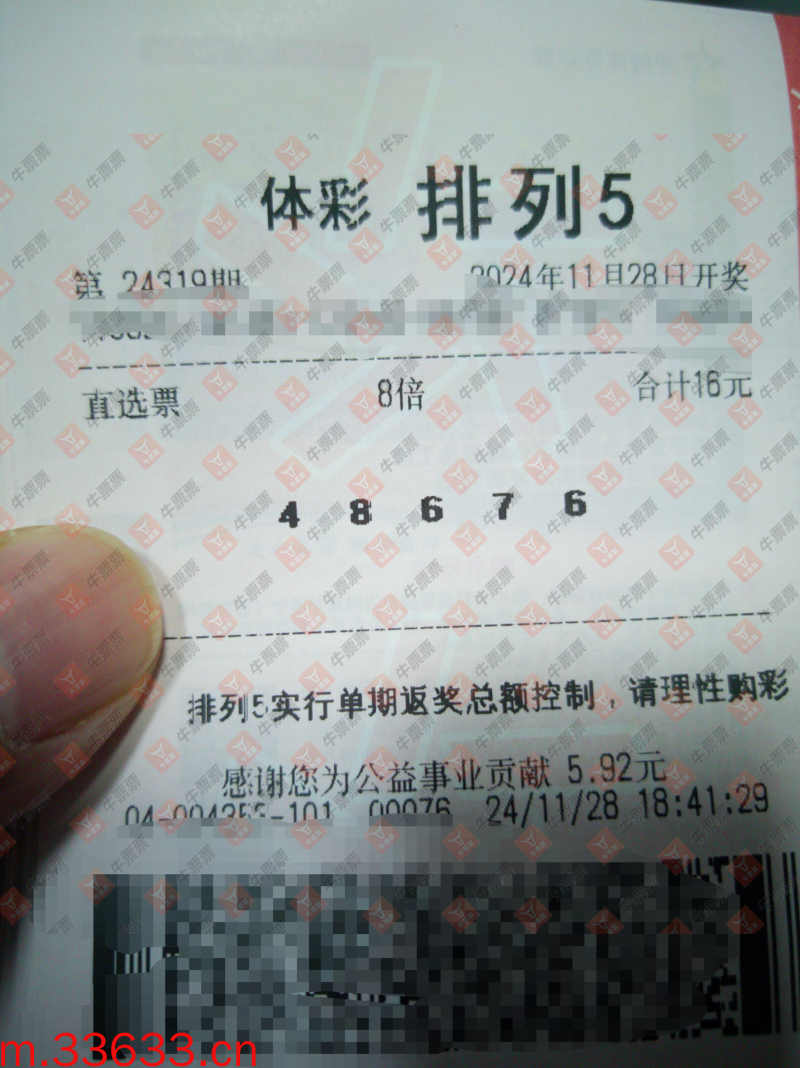 体彩 排列5
第 24319期 2024年11月28日开奖
直选票 8倍 合计16元
4 8 6 7 6
排列5实行单期返奖总额控制，请理性购彩
感谢您为公益事业贡献 5.92元
24/11/28 18:41:29
牛票票
m.33633.cn